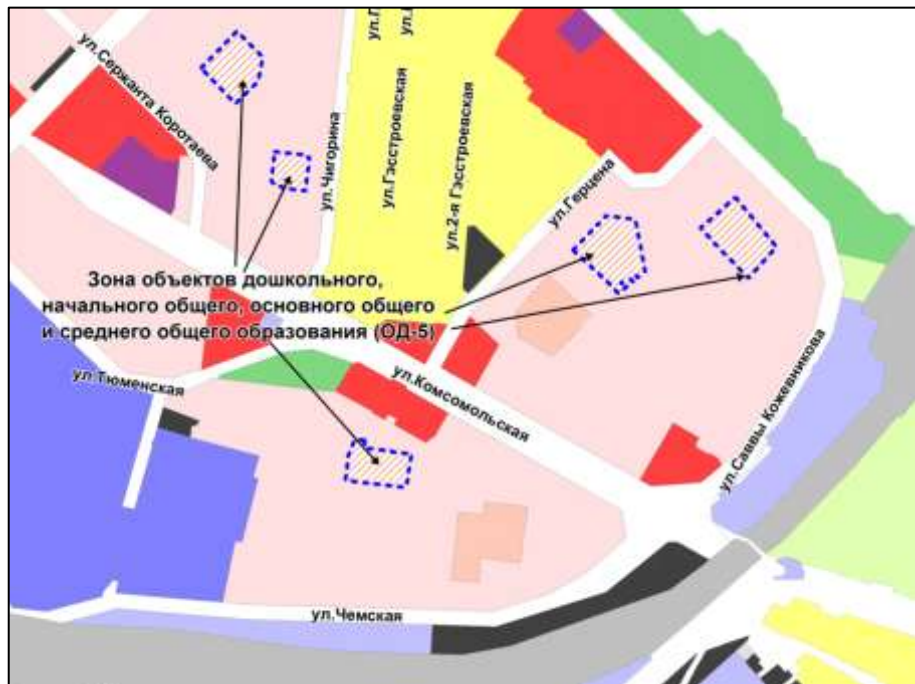 ул.Сержанта Коротаева
ул.Чигорина
ул.Гэсстроевская
ул.2-я Гэсстроевская
ул.Герцена
Зона объектов дошкольного,
начального общего, основного общего
и среднего общего образования (ОД-5)
ул.Тюменская
ул.Комсомольская
ул.Саввы Кожевникова
ул.Чемская